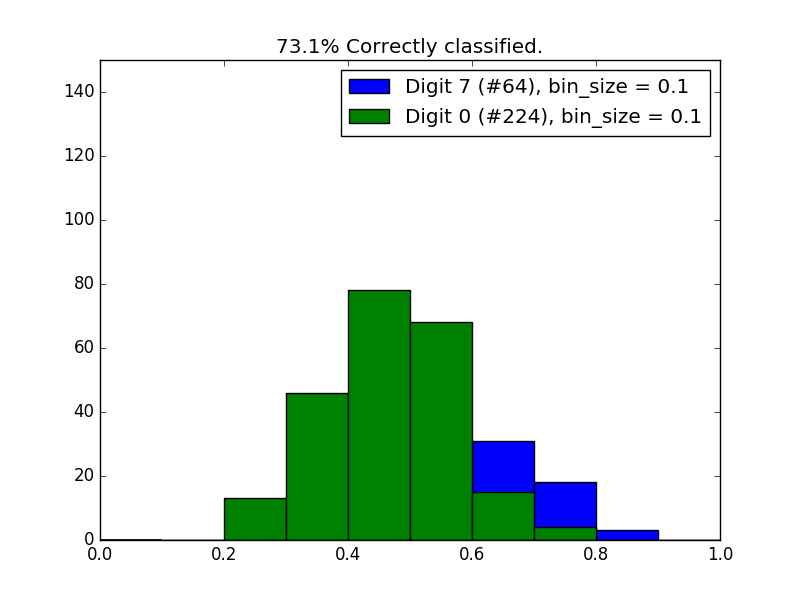 73.1% Correctly classified.
Digit 7 (#64), bin_size = 0.1
Digit 0 (#224), bin_size = 0.1
140
120
100
80
60
40
20
0
0.0 0.2 0.4 0.6 0.8 1.0